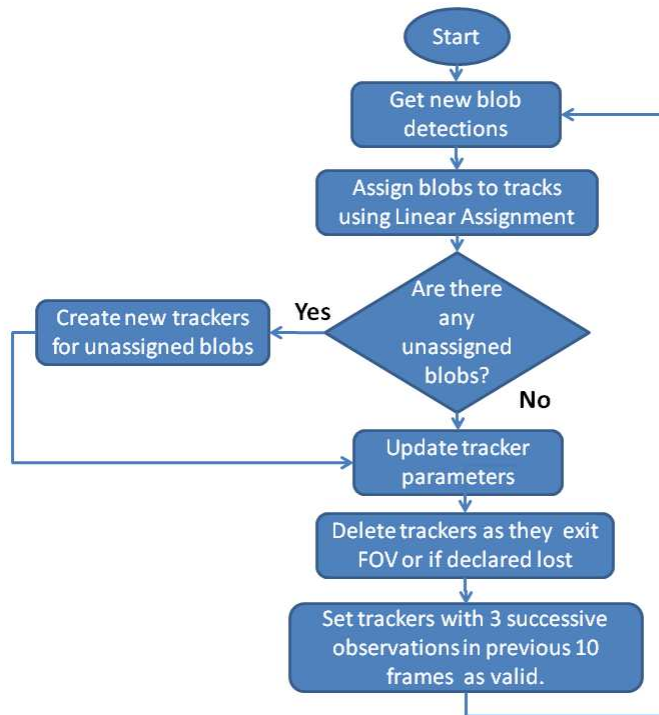 Start
Get new blob
detections
Assign blobs to tracks
using Linear Assignment
Are there
any
unassigned
blobs?
Yes
Create new trackers
for unassigned blobs
No
Update tracker
parameters
Delete trackers as they exit
FOV or if declared lost
Set trackers with 3 successive
observations in previous 10
frames as valid.